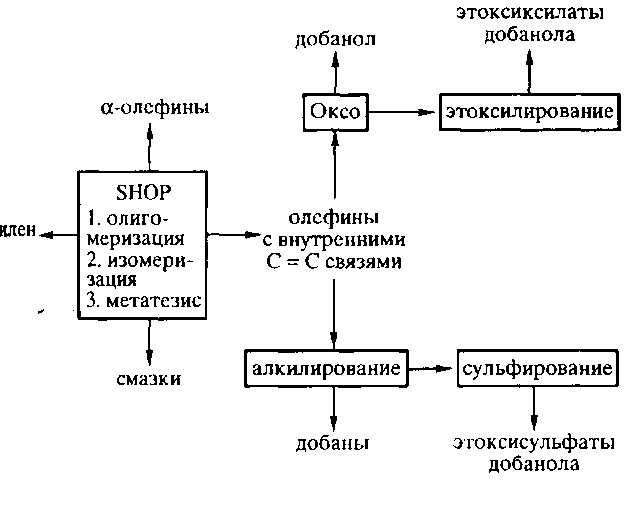 этоксиксилаты
добанола
добанол
α-олефины
Оксо
этоксилирование
SHOP
1. олиго-
меризация
2. изомери-
зация
3. метатезис
илен
олефины
с внутренними
C = C связями
смазки
алкилирование
сульфирование
добаны
этоксисульфаты
добанола